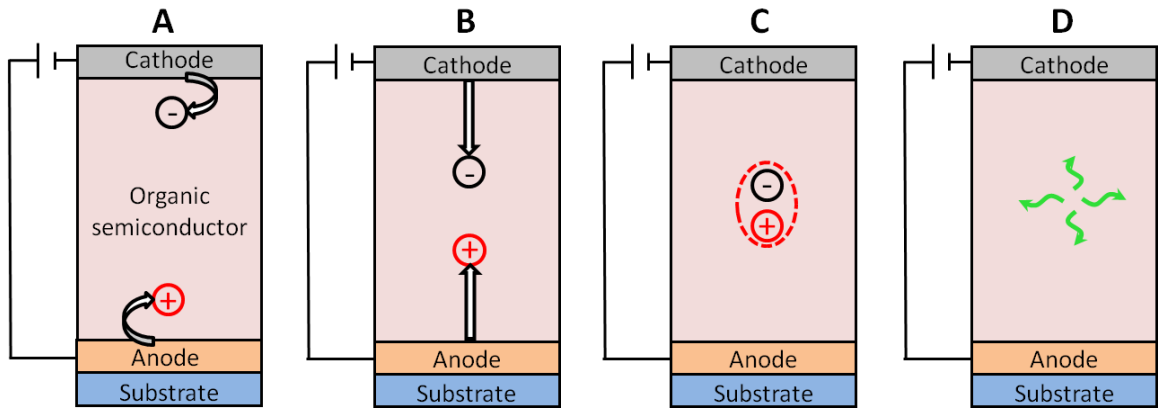 A
B
C
D
Cathode
Cathode
Cathode
Cathode
-
-
-
Organic
semiconductor
+
+
+
Anode
Anode
Anode
Anode
Substrate
Substrate
Substrate
Substrate